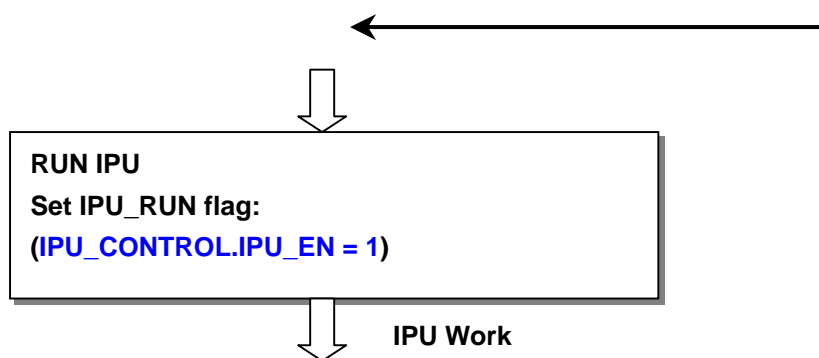 RUN IPU
Set IPU_RUN flag:
(IPU_CONTROL.IPU_EN = 1)
IPU Work